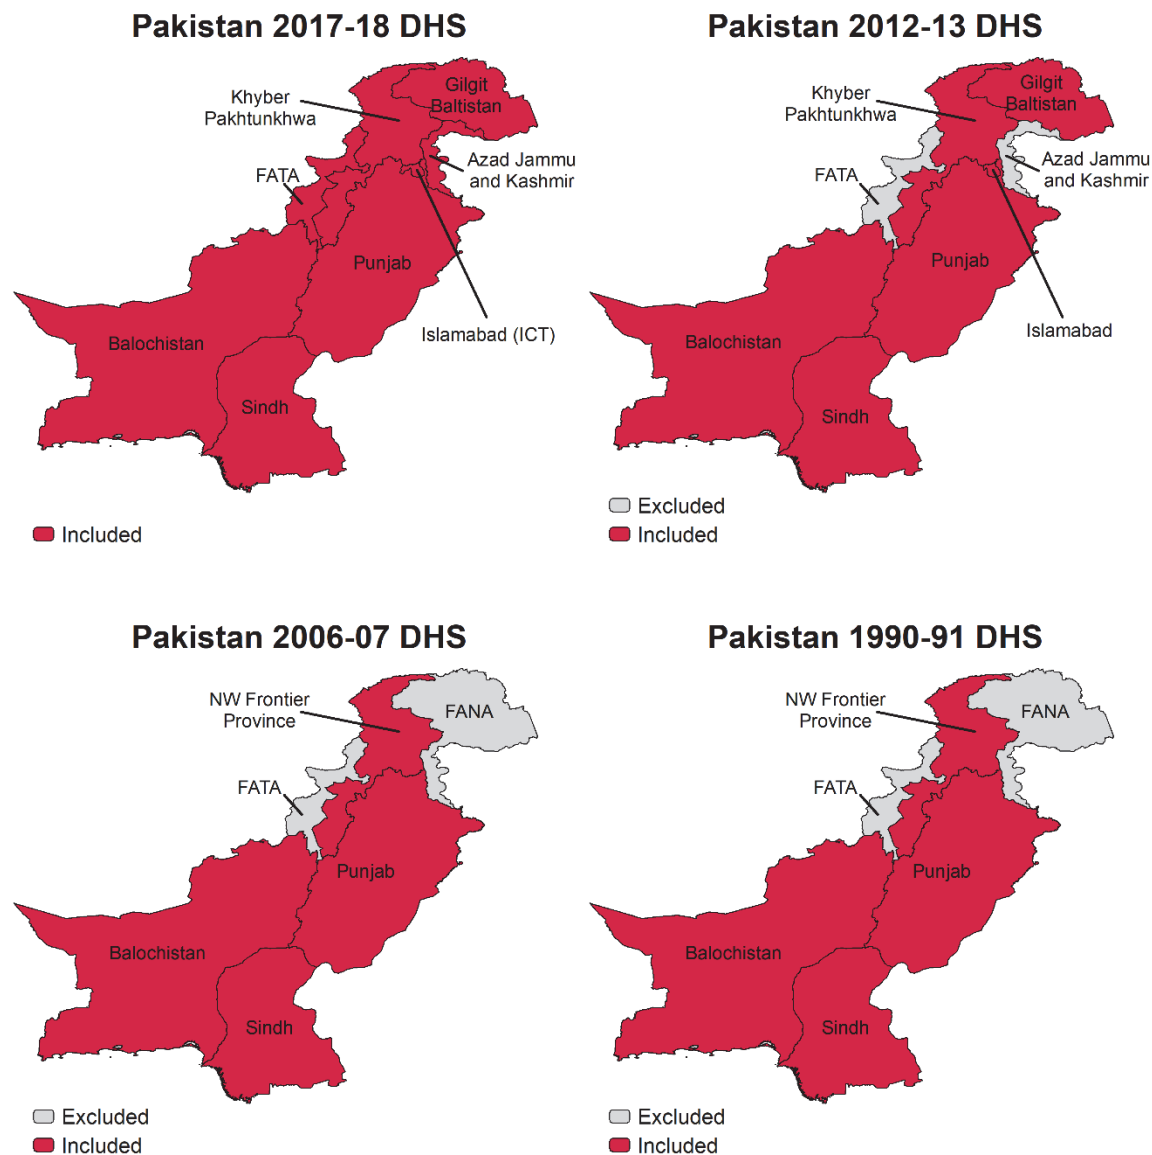 Pakistan 2017-18 DHS
Gilgit
Baltistan
Khyber
Pakhtunkhwa
Azad Jammu
and Kashmir
FATA
Punjab
Islamabad (ICT)
Balochistan
Sindh
Included
Pakistan 2012-13 DHS
Gilgit
Baltistan
Khyber
Pakhtunkhwa
Azad Jammu
and Kashmir
FATA
Punjab
Islamabad
Balochistan
Sindh
Excluded
Included
Pakistan 2006-07 DHS
NW Frontier
Province
FANA
FATA
Punjab
Balochistan
Sindh
Excluded
Included
Pakistan 1990-91 DHS
NW Frontier
Province
FANA
FATA
Punjab
Balochistan
Sindh
Excluded
Included